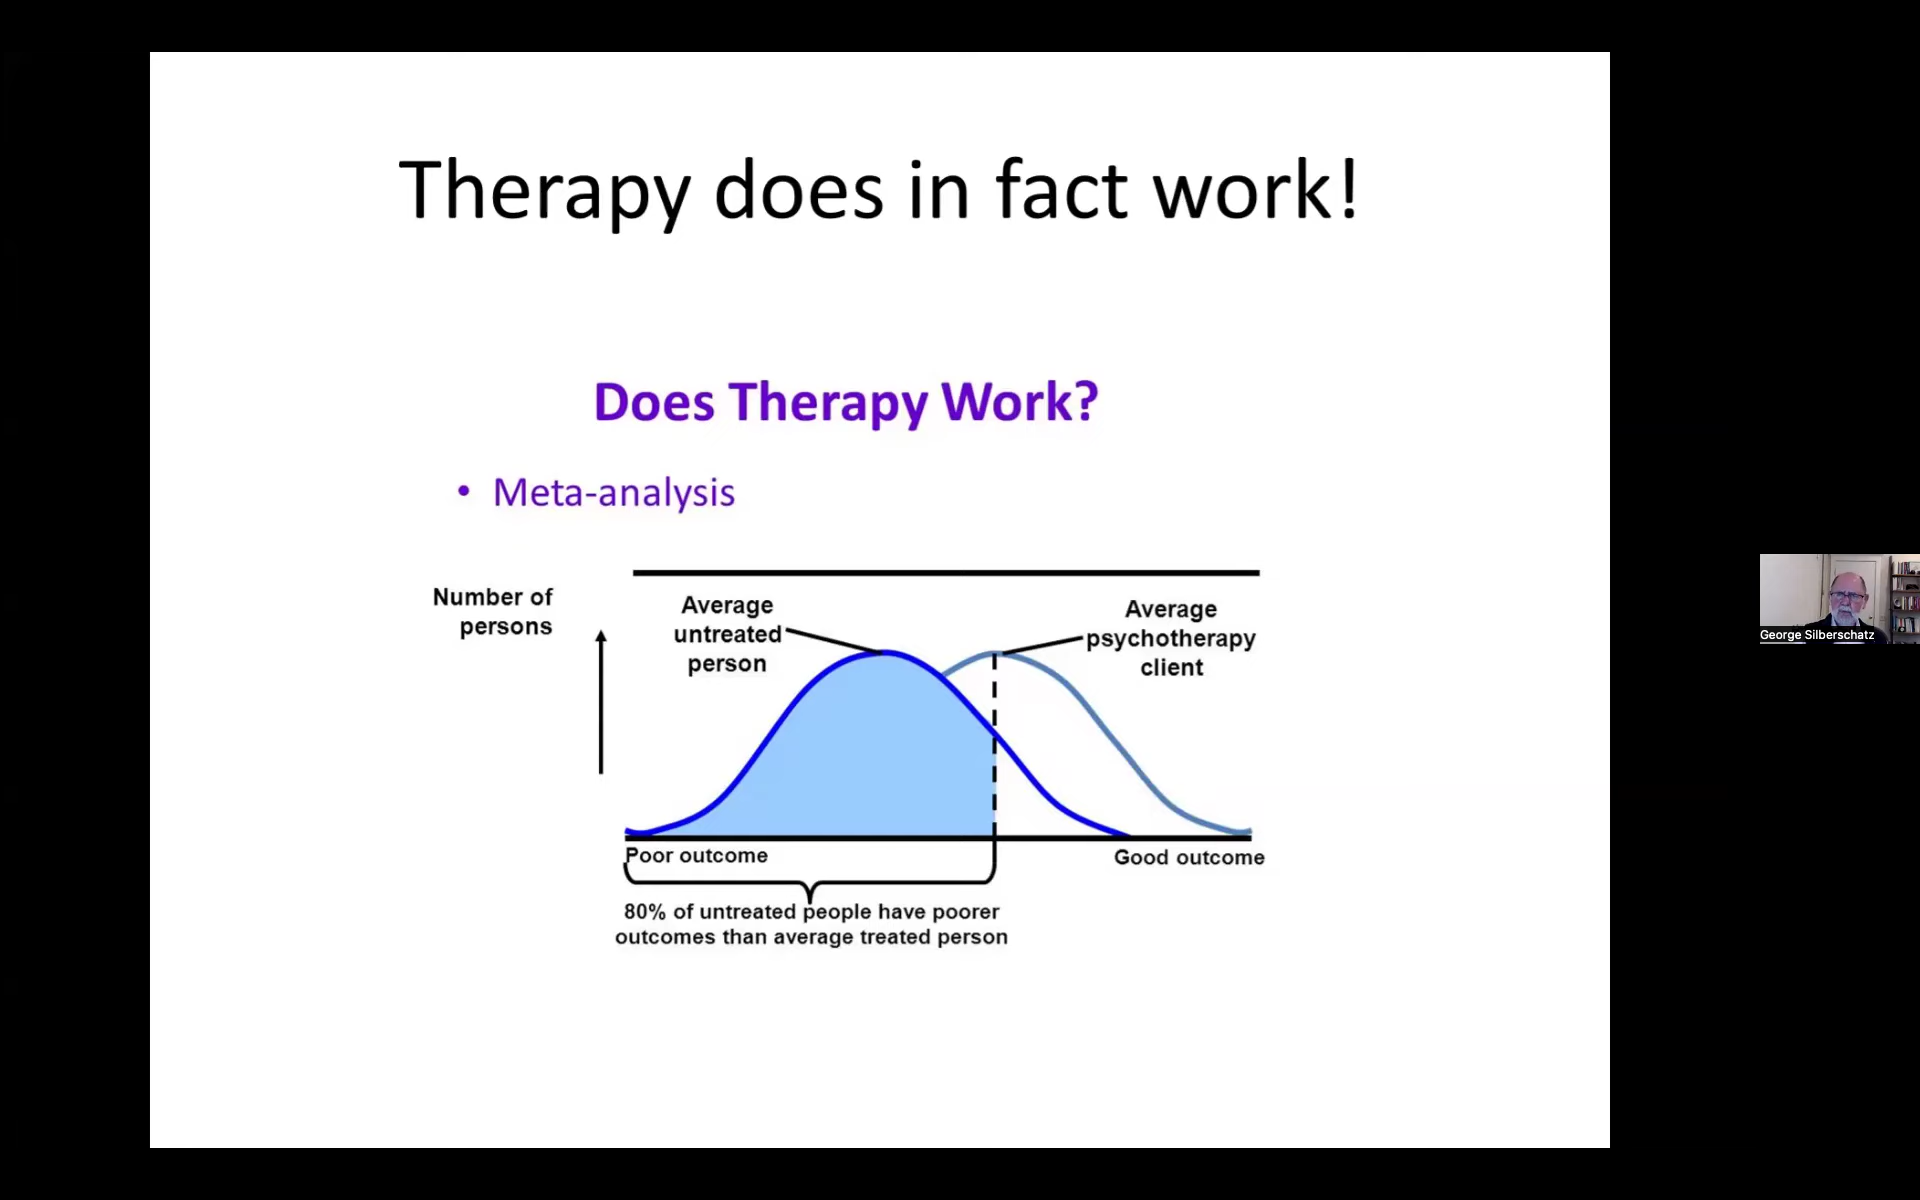 Therapy does in fact work!
Does Therapy Work?
• Meta-analysis
Number of
persons
Average
untreated
person
Average
psychotherapy
client
Poor outcome
Good outcome
80% of untreated people have poorer
outcomes than average treated person
George Silberschatz